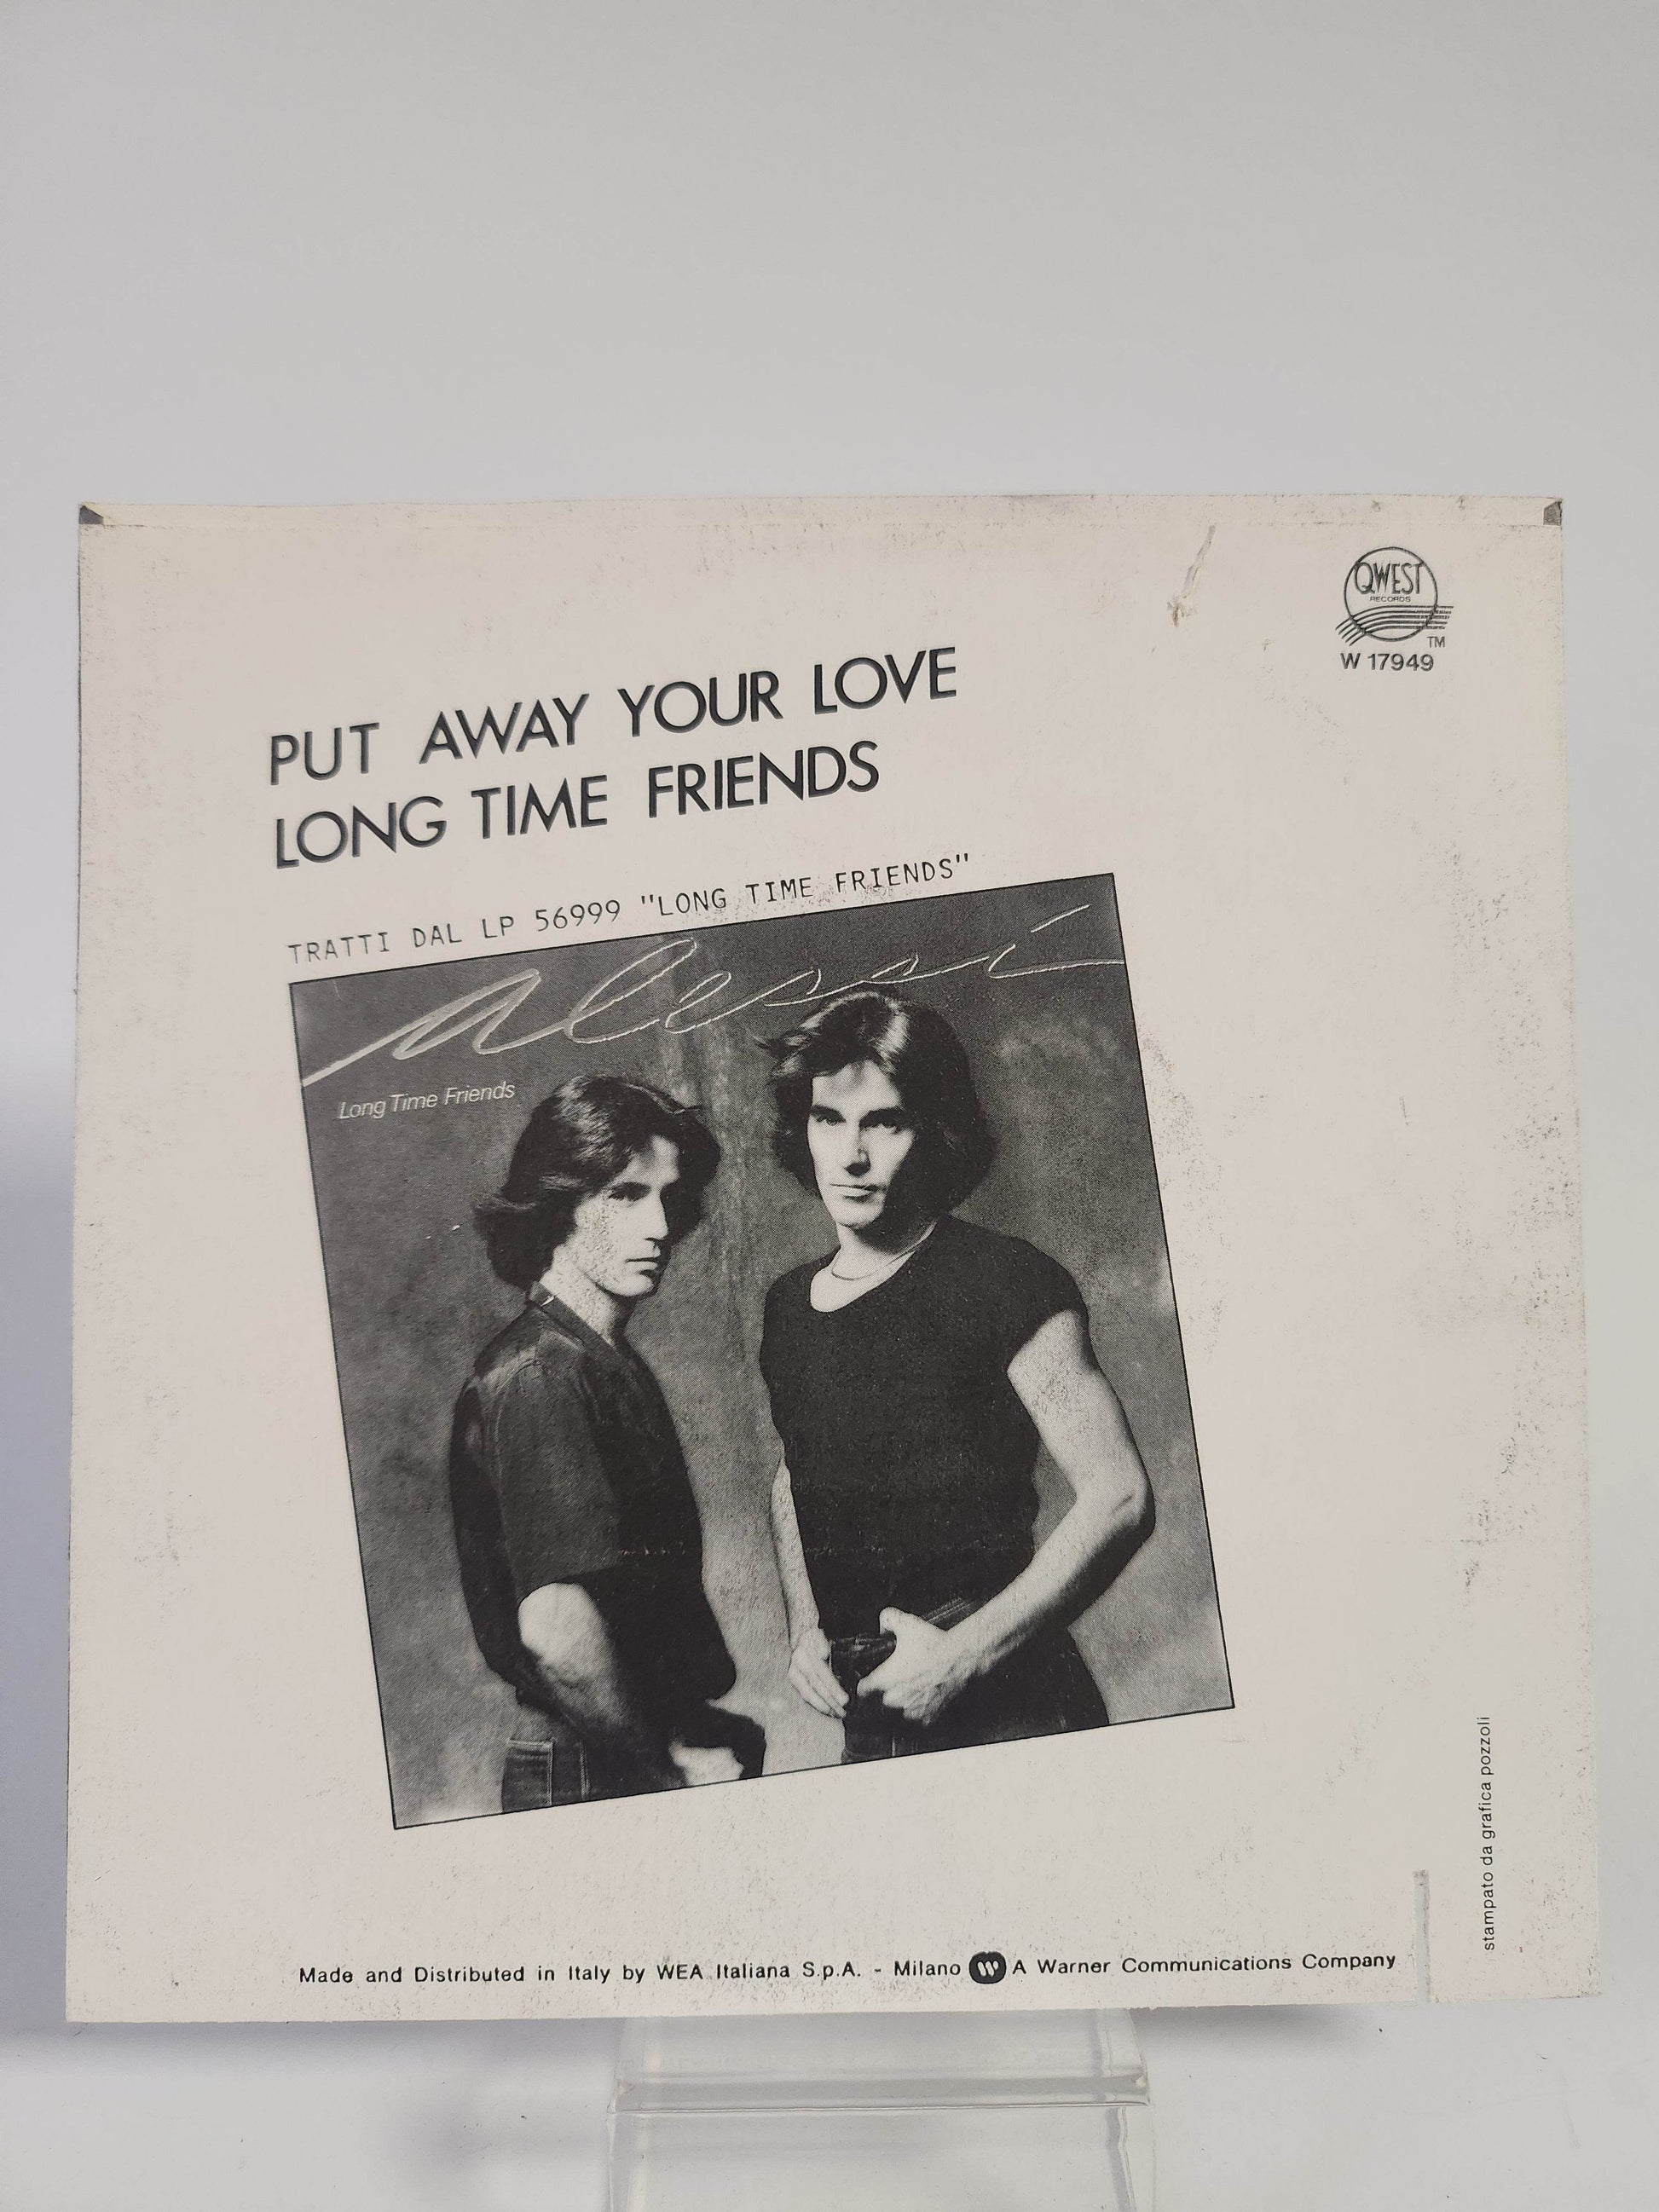 QWEST
RECORDS
TM
W 17949
PUT AWAY YOUR LOVE
LONG TIME FRIENDS
TRATTI DAL LP 56999 "LONG TIME FRIENDS"
alessi
Long Time Friends
stampato da grafica pozzoli
Made and Distributed in Italy by WEA Italiana S.p.A. - Milano W A Warner Communications Company